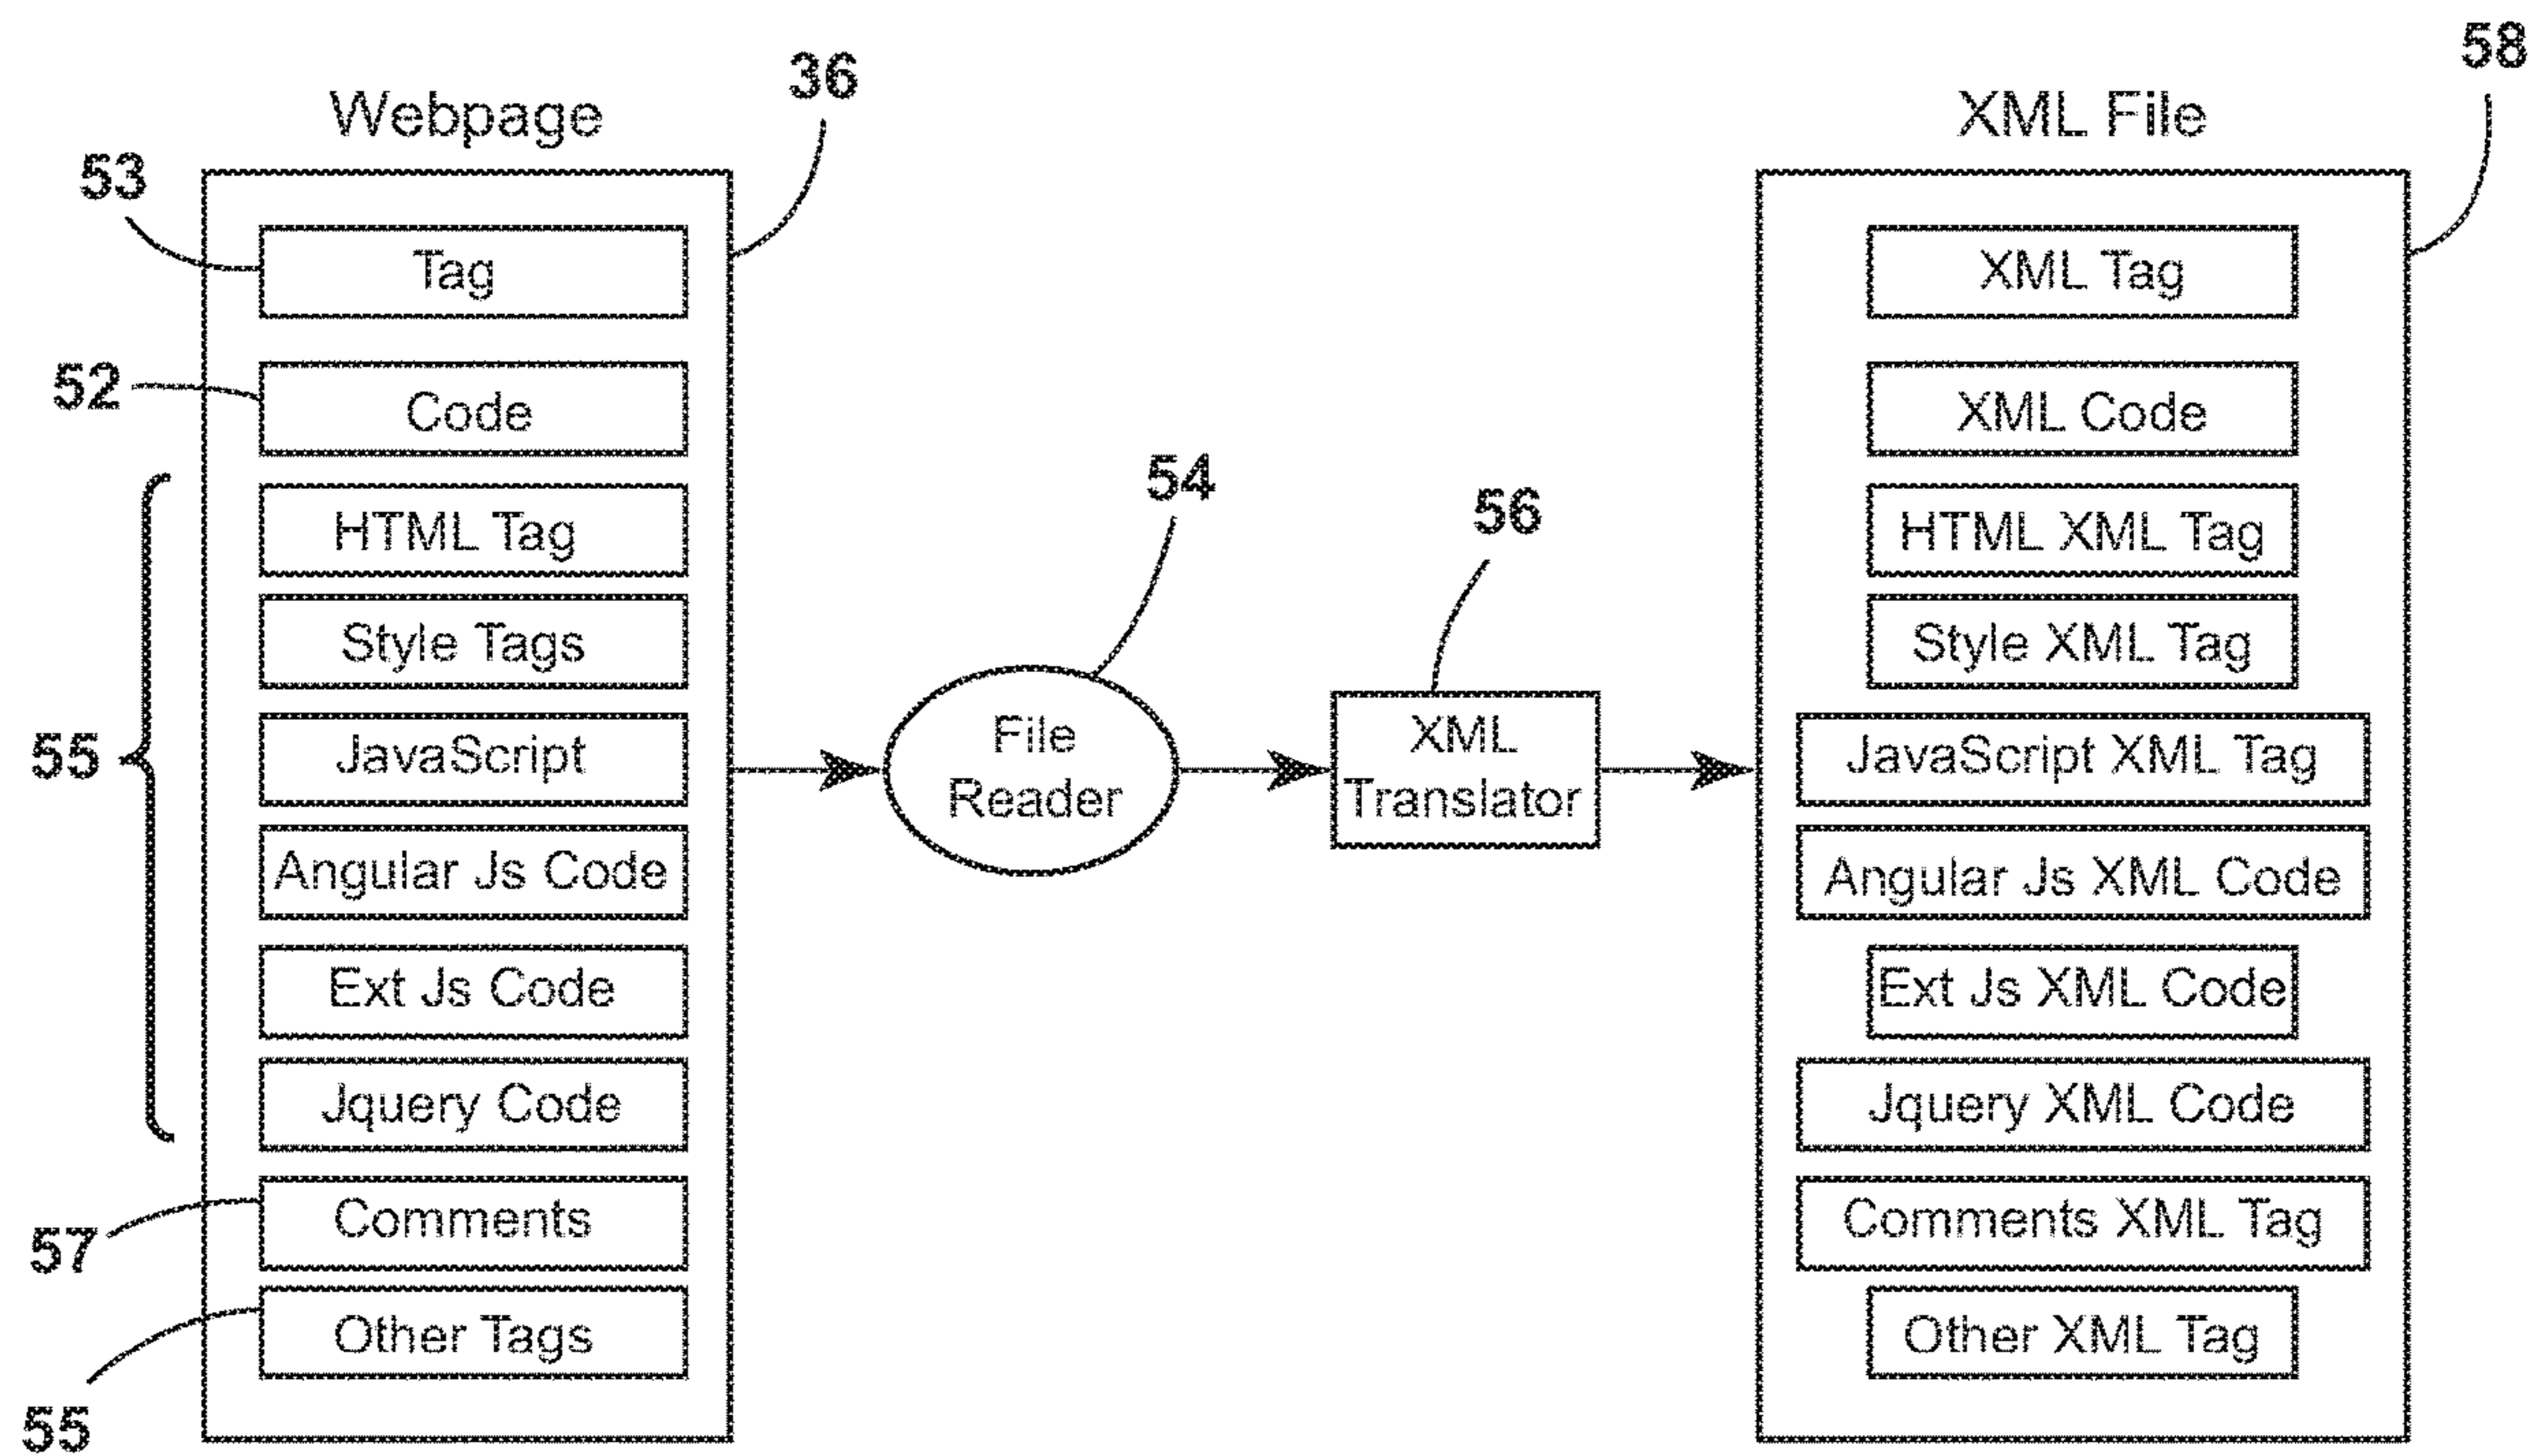 Webpage
36
53
Tag
52
Code
55
HTML Tag
Style Tags
JavaScript
Angular Js Code
Ext Js Code
Jquery Code
57
Comments
55
Other Tags
54
File
Reader
56
XML
Translator
XML File
58
XML Tag
XML Code
HTML XML Tag
Style XML Tag
JavaScript XML Tag
Angular Js XML Code
Ext Js XML Code
Jquery XML Code
Comments XML Tag
Other XML Tag